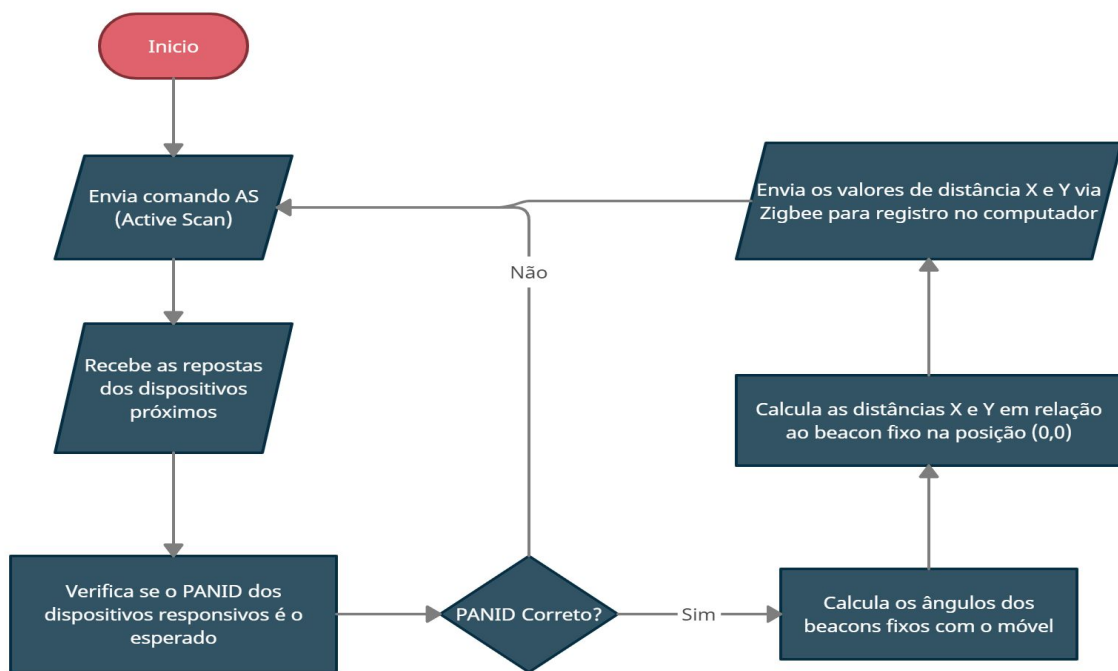 Inicio
Envia comando AS
(Active Scan)
Recebe as repostas
dos dispositivos
próximos
Verifica se o PANID dos
dispositivos responsivos é o
esperado
PANID Correto?
Não
Sim
Calcula os ângulos dos
beacons fixos com o móvel
Calcula as distâncias X e Y em relação
ao beacon fixo na posição (0,0)
Envia os valores de distância X e Y via
Zigbee para registro no computador